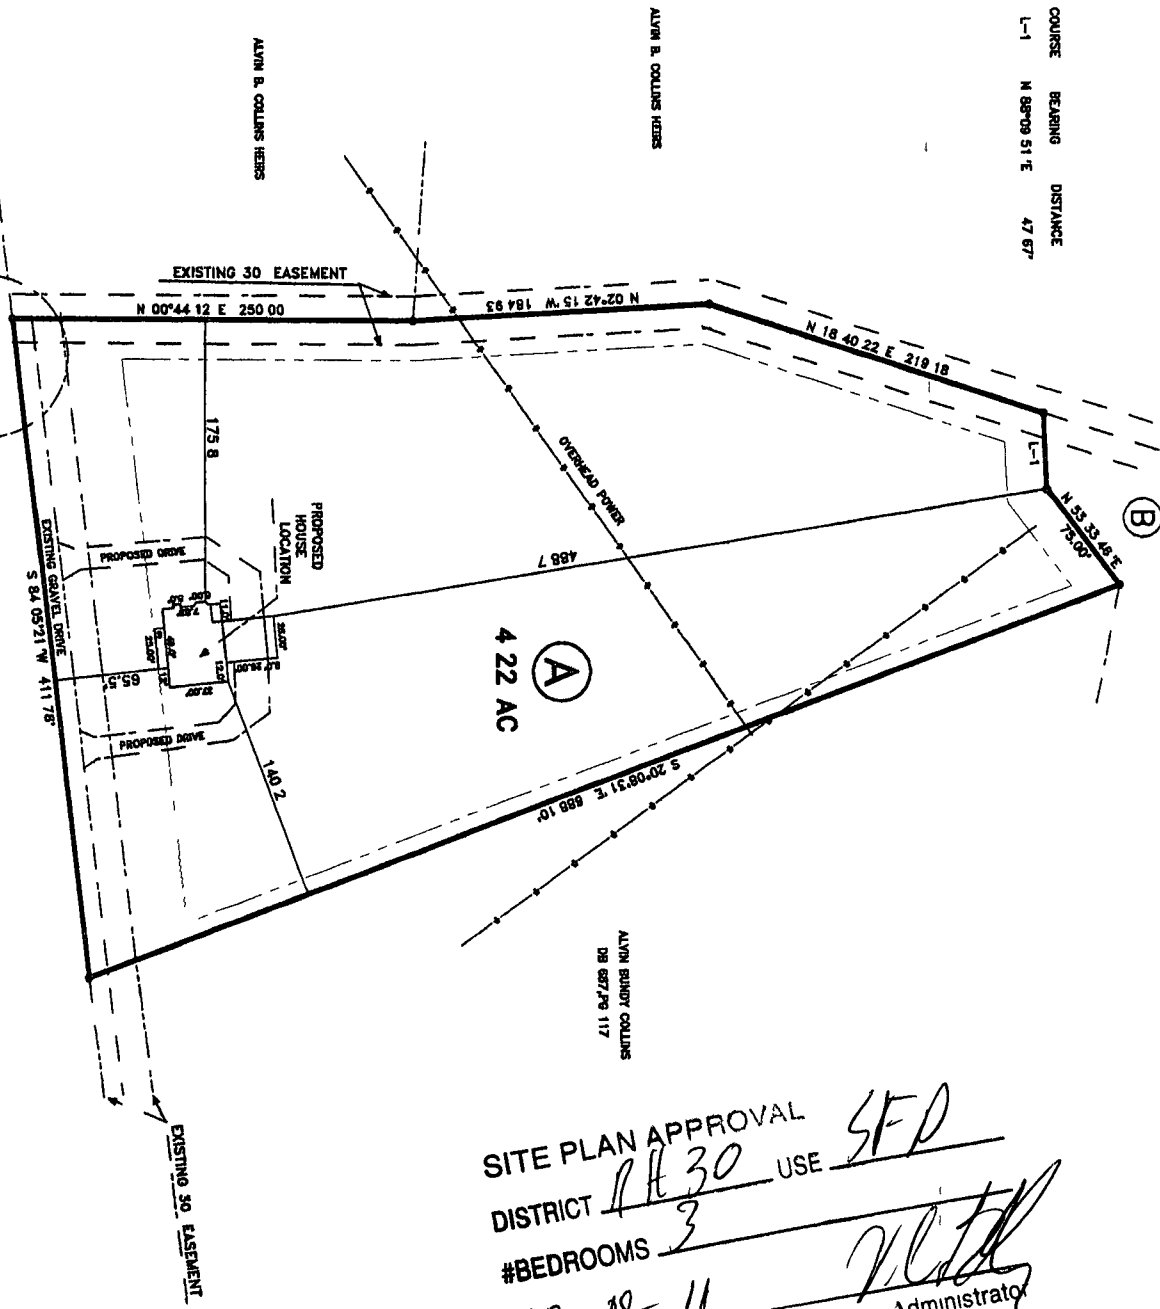 COURSE BEARING DISTANCE
L-1 N 88°09 51 "E 47 67'
ALVIN B. COLLINS HEIRS
ALVIN B. COLLINS HEIRS
B
EXISTING 30 EASEMENT
N 00°44 12 E 250 00
N 02°42 15 "W 184 93
N 18 40 22 E 219 18
L-1
N 53 33 48 "E
75.00'
OVERHEAD POWER
175 8
488.7
PROPOSED
HOUSE
LOCATION
PROPOSED DRIVE
A
4 22 AC
65.5'
140 2
PROPOSED DRIVE
EXISTING GRAVEL DRIVE
S 84 05'21 "W 411 78'
S 20°08'31 "E 688 10'
ALVIN BUNDY COLLINS
DB 687,PG 117
EXISTING 30 EASEMENT
SITE PLAN APPROVAL
DISTRICT RA 30 USE SFD
#BEDROOMS 3
Administrator